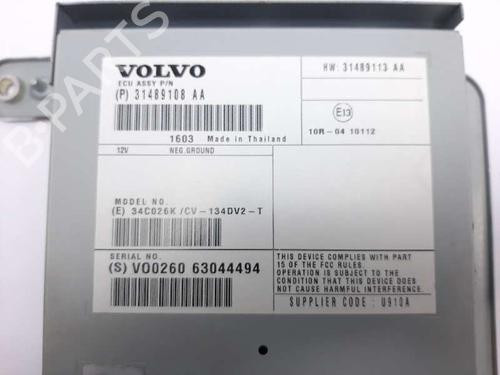 VOLVO
ECU ASSY P/N
(P) 31489108 AA
HW: 31489113 AA
E13
10R-04 10112
1603 Made in Thailand
12V NEG.GROUND
MODEL NO.
(E) 34C026K/CV-134DV2-T
SERIAL NO.
(S) VO0260 63044494
THIS DEVICE COMPLIES WITH PART
15 OF THE FCC RULES.
OPERATION IS SUBJECT TO THE
CONDITION THAT THIS DEVICE DOES
NOT CAUSE HARMFUL INTERFERENCE.
SUPPLIER CODE : U910A
B-PARTS